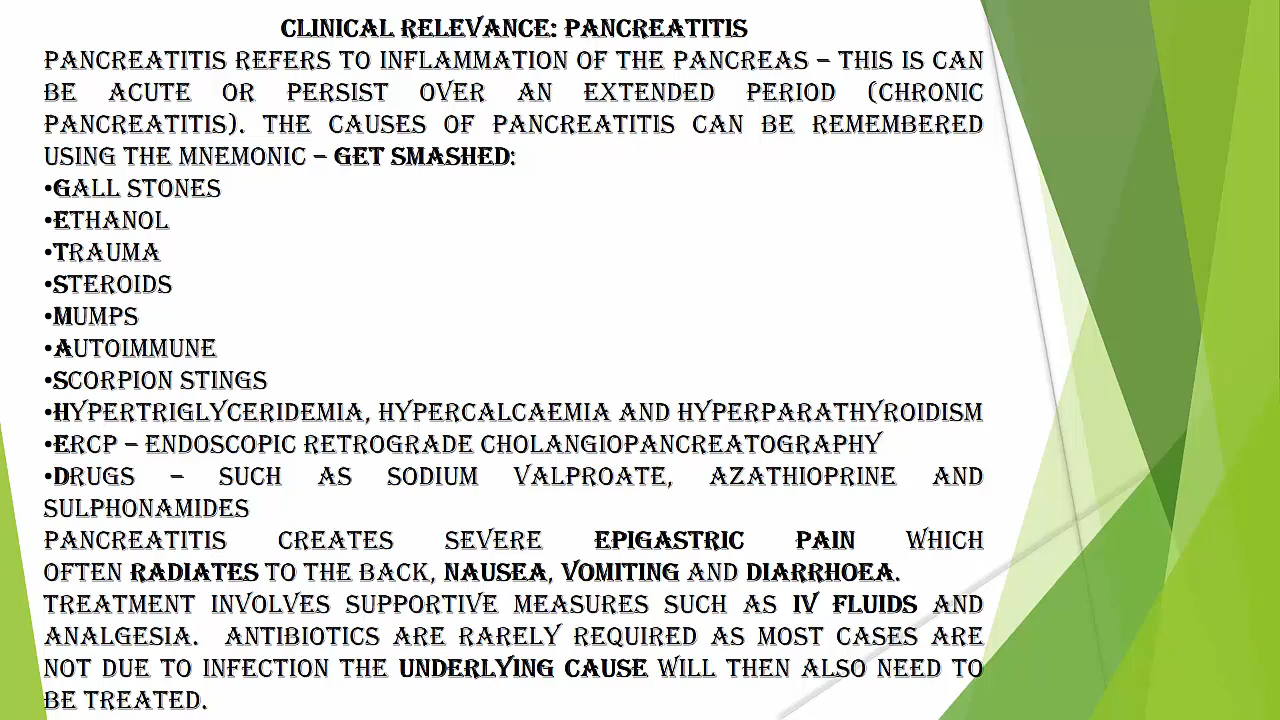 CLINICAL RELEVANCE: PANCREATITIS
PANCREATITIS REFERS TO INFLAMMATION OF THE PANCREAS – THIS IS CAN
BE ACUTE OR PERSIST OVER AN EXTENDED PERIOD (CHRONIC
PANCREATITIS). THE CAUSES OF PANCREATITIS CAN BE REMEMBERED
USING THE MNEMONIC – GET SMASHED:
•GALL STONES
•ETHANOL
•TRAUMA
•STEROIDS
•MUMPS
•AUTOIMMUNE
•SCORPION STINGS
•HYPERTRIGLYCERIDEMIA, HYPERCALCAEMIA AND HYPERPARATHYROIDISM
•ERCP – ENDOSCOPIC RETROGRADE CHOLANGIOPANCREATOGRAPHY
•DRUGS – SUCH AS SODIUM VALPROATE, AZATHIOPRINE AND
SULPHONAMIDES
PANCREATITIS CREATES SEVERE EPIGASTRIC PAIN WHICH
OFTEN RADIATES TO THE BACK, NAUSEA, VOMITING AND DIARRHOEA.
TREATMENT INVOLVES SUPPORTIVE MEASURES SUCH AS IV FLUIDS AND
ANALGESIA. ANTIBIOTICS ARE RARELY REQUIRED AS MOST CASES ARE
NOT DUE TO INFECTION THE UNDERLYING CAUSE WILL THEN ALSO NEED TO
BE TREATED.